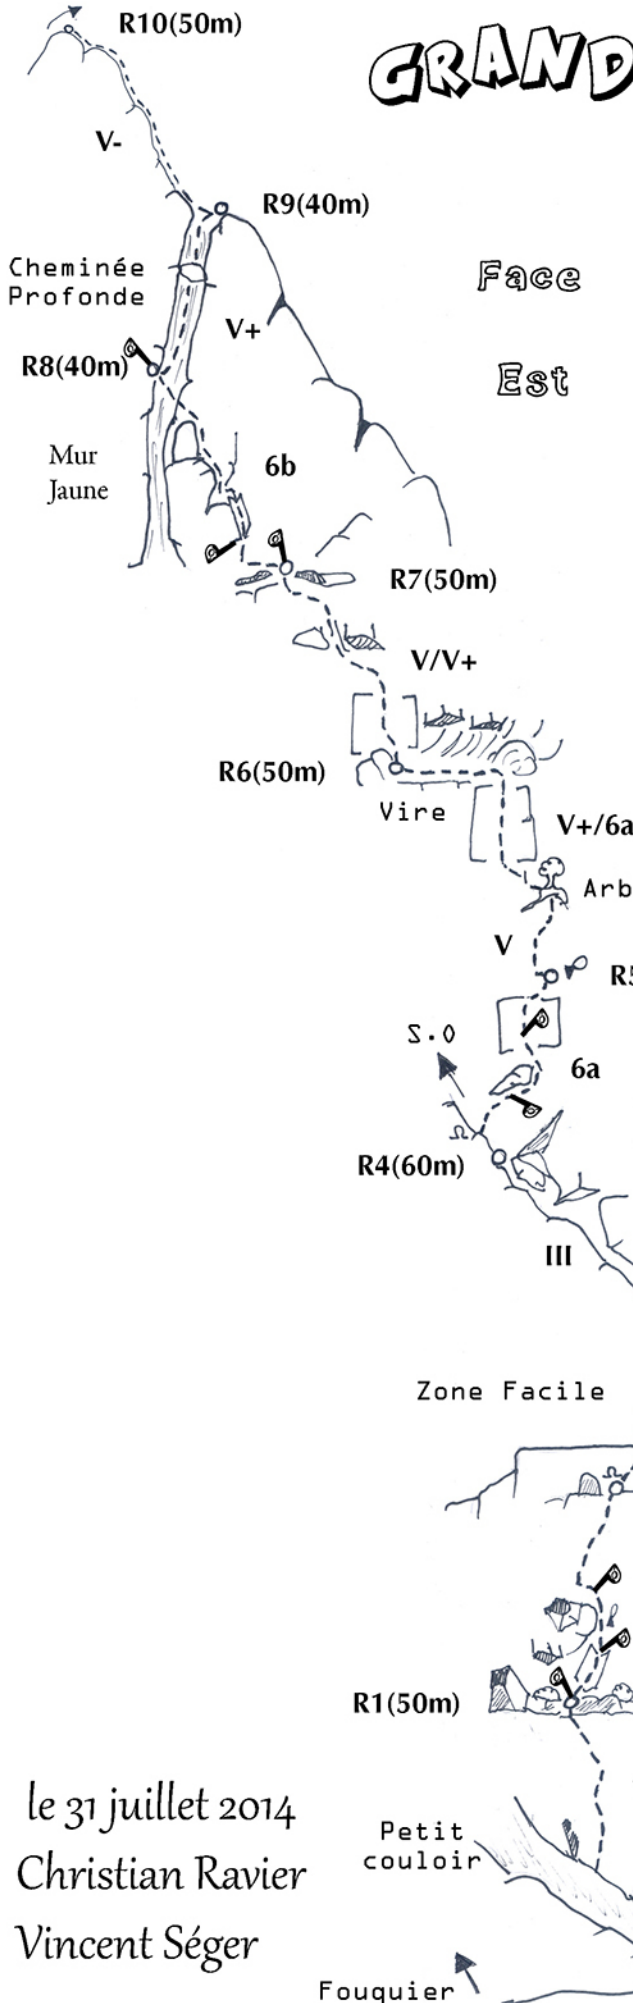 R10(50m)
GRAND
V-
R9(40m)
Cheminée
Profonde
Face
V+
R8(40m)
Est
Mur
Jaune
6b
R7(50m)
V/V+
R6(50m)
Vire
V+/6a
Arb
V
R5
S.O
6a
R4(60m)
III
Zone Facile
R1(50m)
le 31 juillet 2014
Christian Ravier
Vincent Séger
Petit
couloir
Fouquier